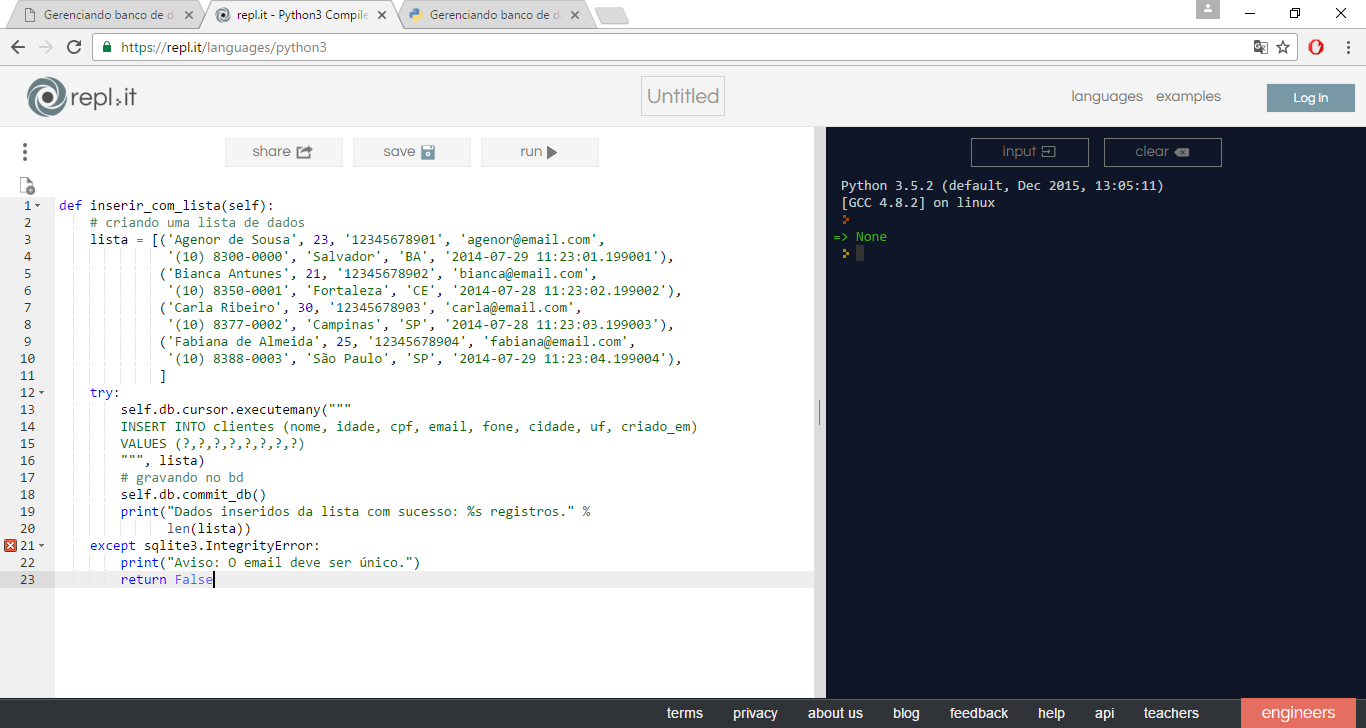 Gerenciando banco de d
repl.it - Python3 Compile
Gerenciando banco de d
https://repl.it/languages/python3
repl.it
Untitled
languages
examples
Log in
share
save
run
input
clear
1 def inserir_com_lista(self):
2 # criando uma lista de dados
3 lista = [('Agenor de Sousa', 23, '12345678901', 'agenor@email.com',
4 '(10) 8300-0000', 'Salvador', 'BA', '2014-07-29 11:23:01.199001'),
5 ('Bianca Antunes', 21, '12345678902', 'bianca@email.com',
6 '(10) 8350-0001', 'Fortaleza', 'CE', '2014-07-28 11:23:02.199002'),
7 ('Carla Ribeiro', 30, '12345678903', 'carla@email.com',
8 '(10) 8377-0002', 'Campinas', 'SP', '2014-07-28 11:23:03.199003'),
9 ('Fabiana de Almeida', 25, '12345678904', 'fabiana@email.com',
10 '(10) 8388-0003', 'São Paulo', 'SP', '2014-07-29 11:23:04.199004'),
11 ]
12 try:
13 self.db.cursor.executemany("""
14 INSERT INTO clientes (nome, idade, cpf, email, fone, cidade, uf, criado_em)
15 VALUES (?,?,?,?,?,?,?,?)
16 """, lista)
17 # gravando no bd
18 self.db.commit_db()
19 print("Dados inseridos da lista com sucesso: %s registros." %
20 len(lista))
21 except sqlite3.IntegrityError:
22 print("Aviso: O email deve ser único.")
23 return False
Python 3.5.2 (default, Dec 2015, 13:05:11)
[GCC 4.8.2] on linux
=> None
terms
privacy
about us
blog
feedback
help
api
teachers
engineers